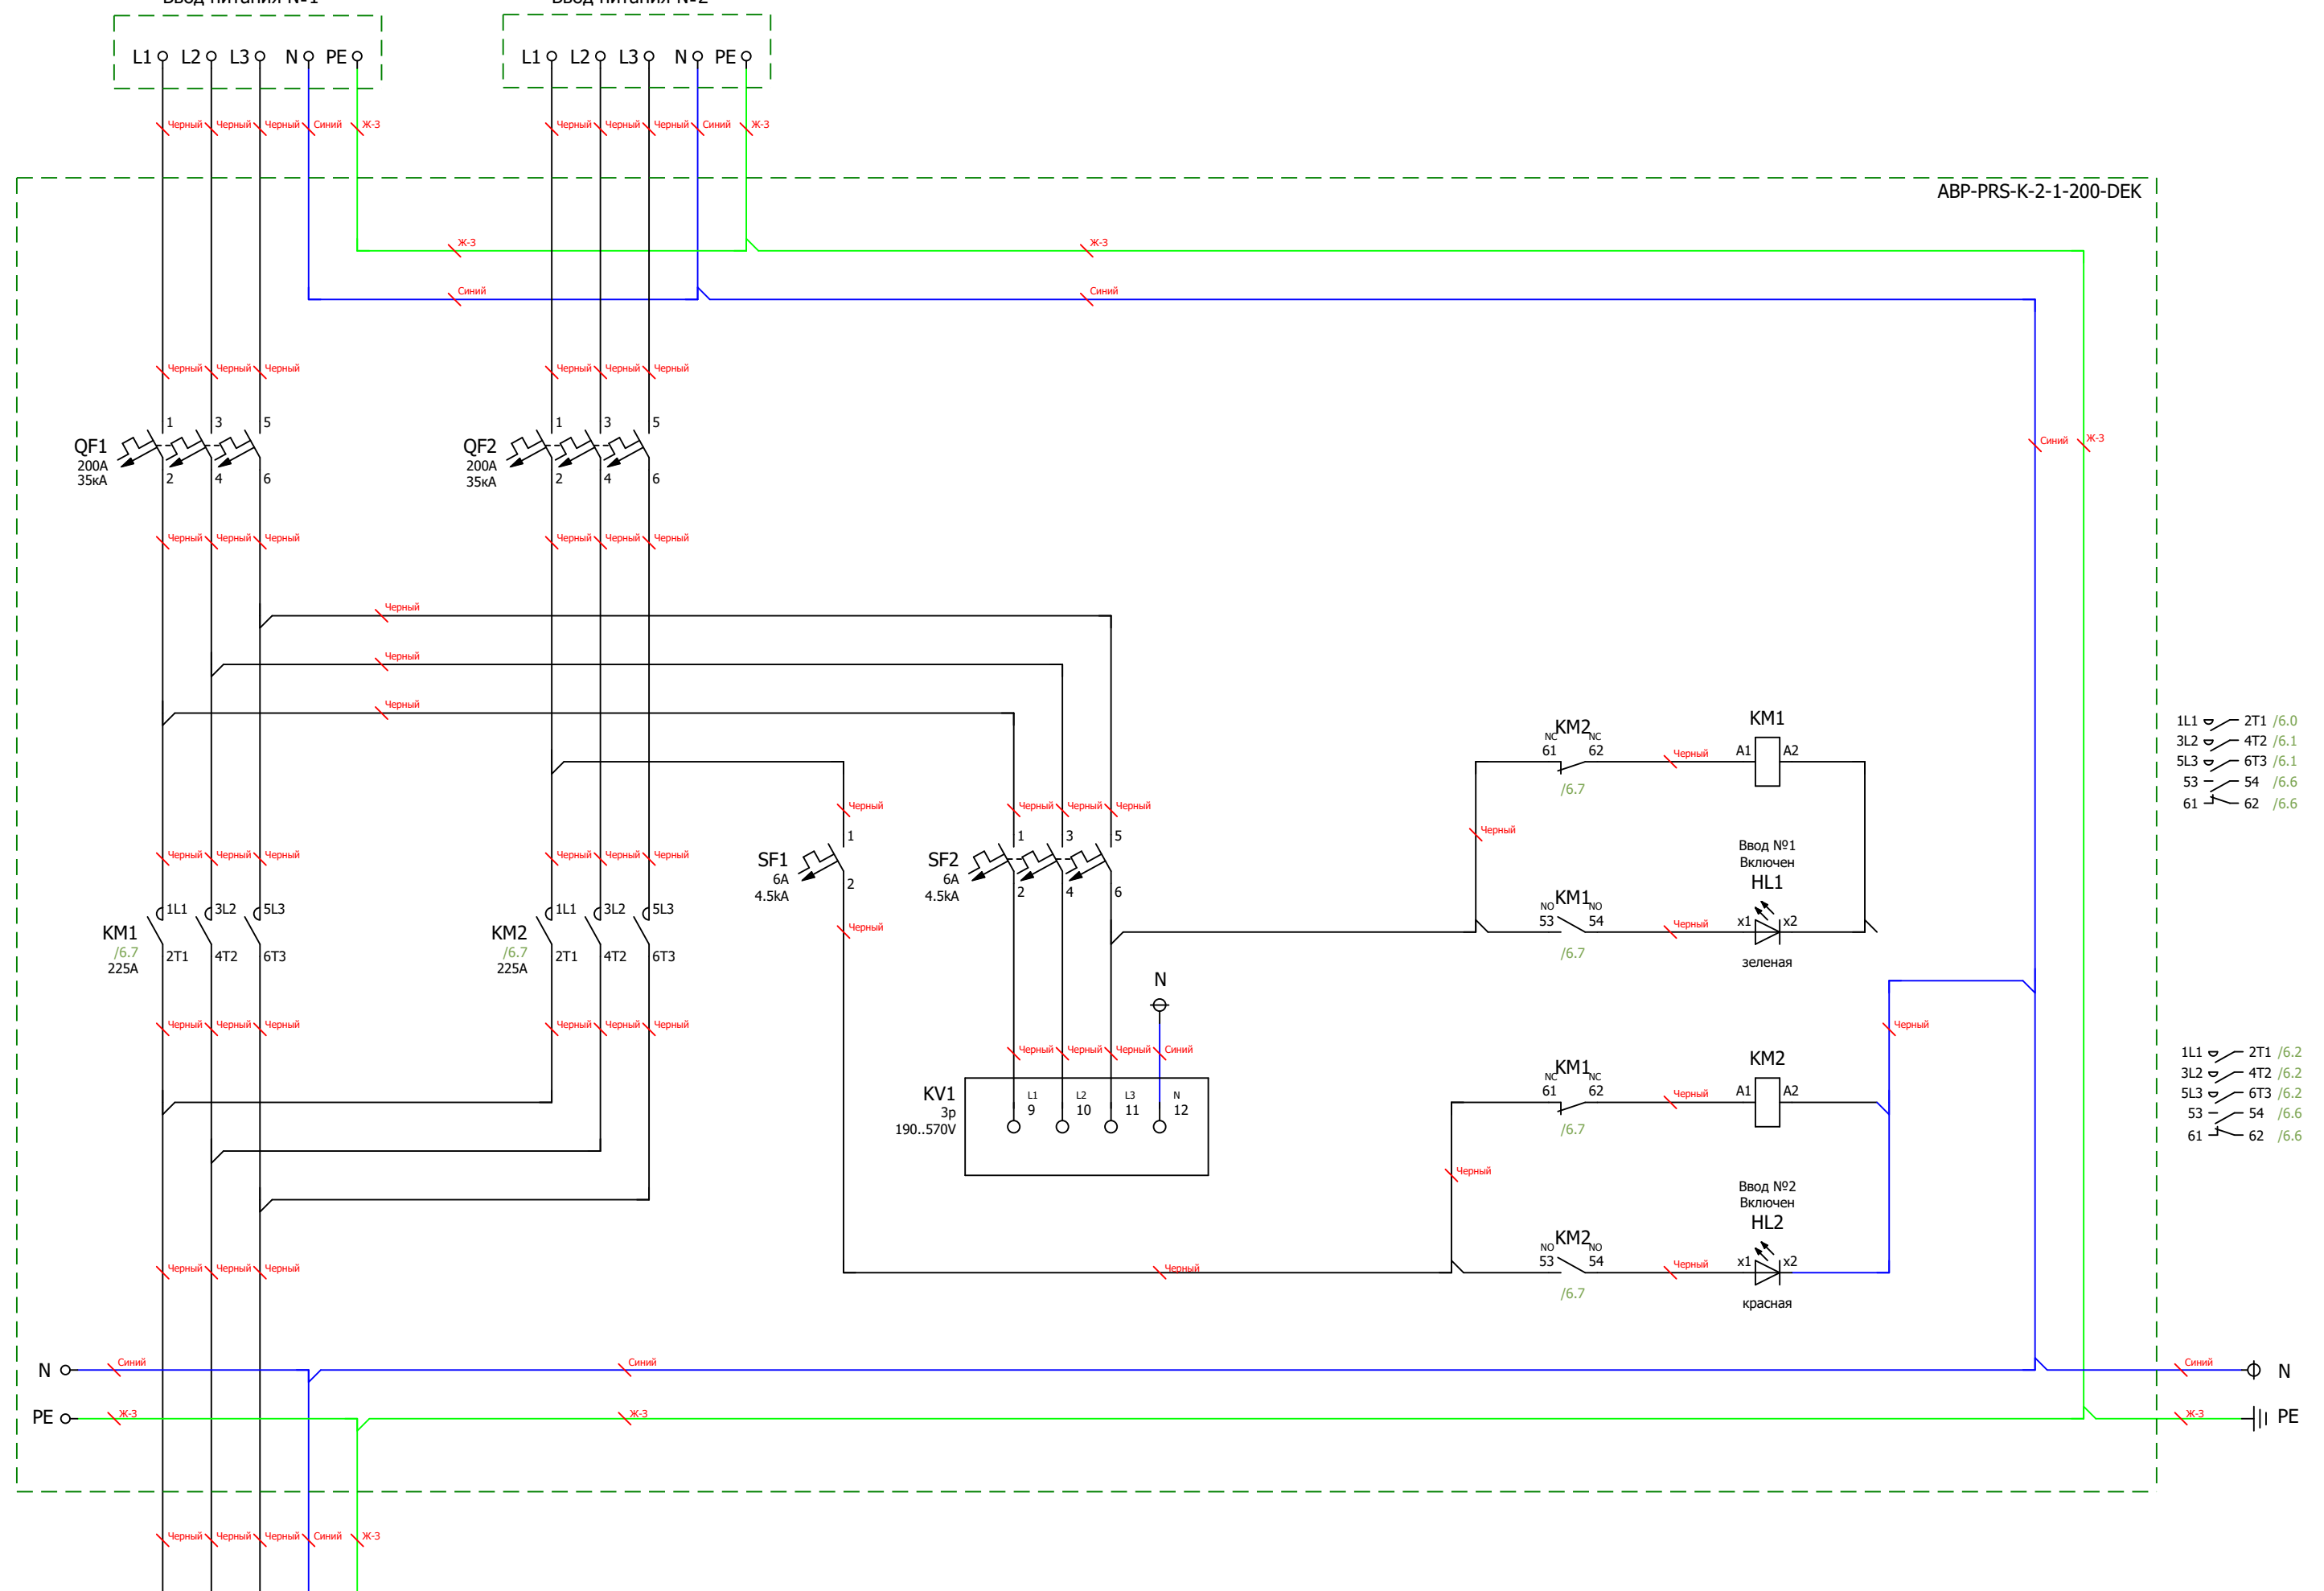 Ввод питания №1 Ввод питания №2
L1 L2 L3 N PE L1 L2 L3 N PE
Черный Черный Черный Синий Ж-З Черный Черный Черный Синий Ж-З
ABP-PRS-K-2-1-200-DEK
Ж-З Ж-З
Синий Синий
Черный Черный Черный Черный Черный Черный
1 3 5 1 3 5
Синий Ж-З
QF1 QF2
200А 200А
35кА 35кА
2 4 6 2 4 6
Черный Черный Черный Черный Черный Черный
Черный
Черный
Черный
KM2 KM1
NC NC
61 62 Черный A1 A2
/6.7
1L1 2T1 /6.0
3L2 4T2 /6.1
5L3 6T3 /6.1
53 54 /6.6
61 62 /6.6
Черный Черный Черный Черный
Черный
1 1 3 5
Черный Черный Черный Черный Черный Черный
SF1 SF2
6А 6А
4.5kA 4.5kA
2 2 4 6
Ввод №1
Включен
HL1
KM1
NO NO
53 54 Черный x1 x2
/6.7
зеленая
1L1 3L2 5L3 1L1 3L2 5L3
KM1 KM2
/6.7 /6.7
225А 225А
2T1 4T2 6T3 2T1 4T2 6T3
Черный
N
Черный Черный Черный Черный Черный Черный
Черный
Черный Черный Черный Синий
KV1
3p
190..570V
L1 L2 L3 N
9 10 11 12
KM1 KM2
NC NC
61 62 Черный A1 A2
/6.7
1L1 2T1 /6.2
3L2 4T2 /6.2
5L3 6T3 /6.2
53 54 /6.6
61 62 /6.6
Черный
Ввод №2
Включен
HL2
KM2
NO NO
53 54 Черный x1 x2
/6.7
красная
Черный Черный Черный Черный
N Синий Синий Синий N
PE Ж-З Ж-З Ж-З PE
Черный Черный Черный Синий Ж-З